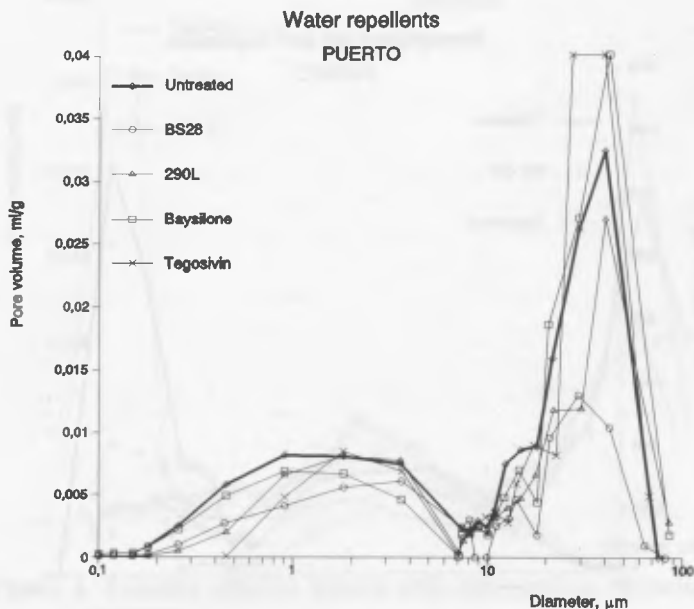 Water repellents
PUERTO
0,04
0,035
0,03
0,025
0,02
0,015
0,01
0,005
0
Pore volume, ml/g
Untreated
BS28
290L
Baysilone
Tegosivin
0,1
1
10
100
Diameter, μm